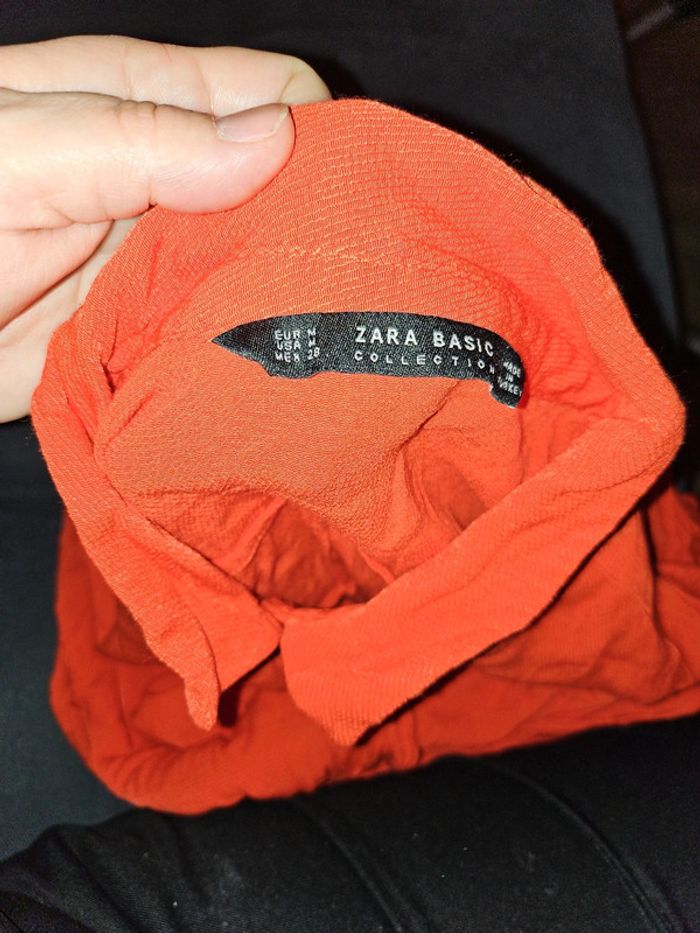 EUR M
USA M
MEX 28
ZARA BASIC
COLLECTION
MADE
IN